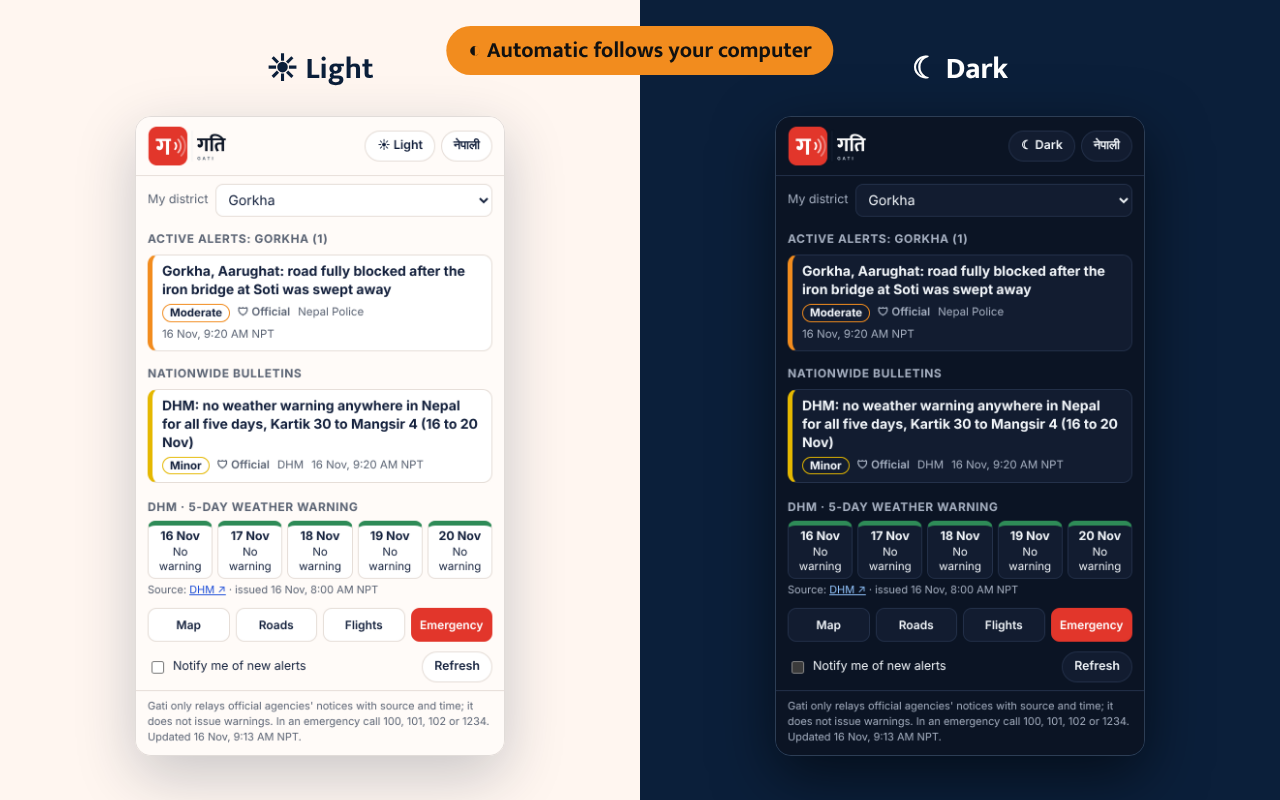 Automatic follows your computer
☀ Light
ग गति
GATI
☀ Light
नेपाली
My district
Gorkha
ACTIVE ALERTS: GORKHA (1)
Gorkha, Aarughat: road fully blocked after the
iron bridge at Soti was swept away
Moderate Official Nepal Police
16 Nov, 9:20 AM NPT
NATIONWIDE BULLETINS
DHM: no weather warning anywhere in Nepal
for all five days, Kartik 30 to Mangsir 4 (16 to 20
Nov)
Minor Official DHM 16 Nov, 9:20 AM NPT
DHM · 5-DAY WEATHER WARNING
16 Nov 17 Nov 18 Nov 19 Nov 20 Nov
No No No No No
warning warning warning warning warning
Source: DHM ↗ · issued 16 Nov, 8:00 AM NPT
Map Roads Flights Emergency
Notify me of new alerts Refresh
Gati only relays official agencies' notices with source and time; it
does not issue warnings. In an emergency call 100, 101, 102 or 1234.
Updated 16 Nov, 9:13 AM NPT.
☾ Dark
ग गति
GATI
☾ Dark
नेपाली
My district
Gorkha
ACTIVE ALERTS: GORKHA (1)
Gorkha, Aarughat: road fully blocked after the
iron bridge at Soti was swept away
Moderate Official Nepal Police
16 Nov, 9:20 AM NPT
NATIONWIDE BULLETINS
DHM: no weather warning anywhere in Nepal
for all five days, Kartik 30 to Mangsir 4 (16 to 20
Nov)
Minor Official DHM 16 Nov, 9:20 AM NPT
DHM · 5-DAY WEATHER WARNING
16 Nov 17 Nov 18 Nov 19 Nov 20 Nov
No No No No No
warning warning warning warning warning
Source: DHM ↗ · issued 16 Nov, 8:00 AM NPT
Map Roads Flights Emergency
Notify me of new alerts Refresh
Gati only relays official agencies' notices with source and time; it
does not issue warnings. In an emergency call 100, 101, 102 or 1234.
Updated 16 Nov, 9:13 AM NPT.